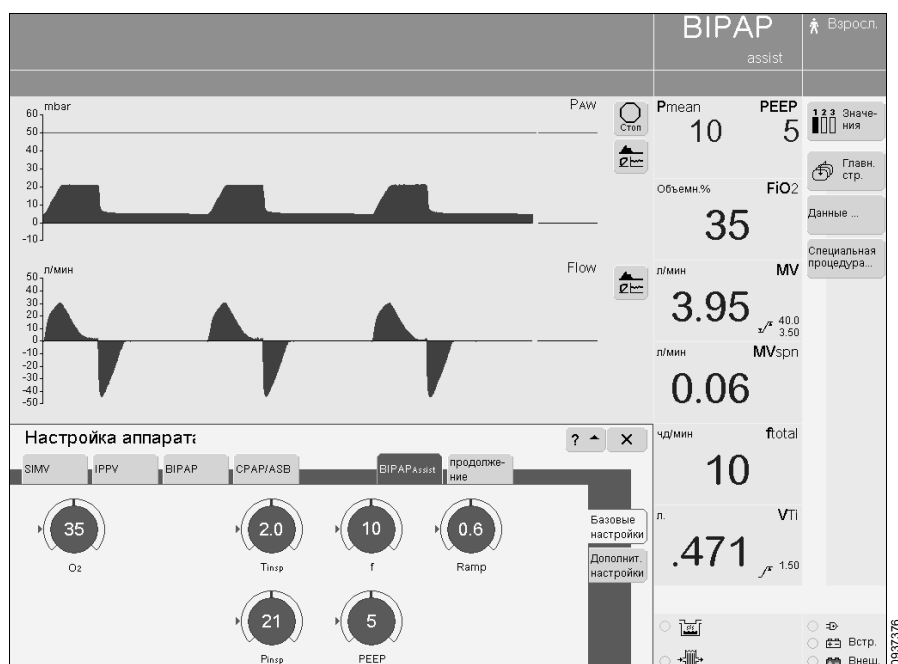 BIPAP
assist
Взросл.
mbar
Paw
60
50
40
30
20
10
0
-10
Стоп
Pmean
PEEP
10
5
1 2 3
Значе-
ния
Главн.
стр.
Данные ...
Специальная
процедура...
Объемн.%
FiO2
35
л/мин
Flow
50
40
30
20
10
0
-10
-20
-30
-40
-50
л/мин
MV
3.95
40.0
3.50
л/мин
MVspn
0.06
Настройка аппарат
?
SIMV
IPPV
BIPAP
CPAP/ASB
BIPAPAssist
продолже-
ние
чд/мин
ftotal
10
35
2.0
10
0.6
O2
Tinsp
f
Ramp
Базовые
настройки
Дополнит.
настройки
л.
VTi
.471
1.50
21
5
Pinsp
PEEP
Встр.
Внеш.
0937376